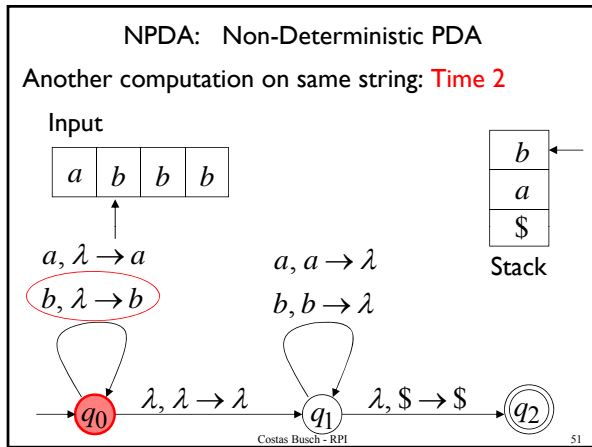 NPDA: Non-Deterministic PDA
Another computation on same string: Time 2
Input
a b b b
b
a
$
Stack
a, λ → a
b, λ → b
a, a → λ
b, b → λ
q0
λ, λ → λ
q1
λ, $ → $
q2
Costas Busch - RPI
51